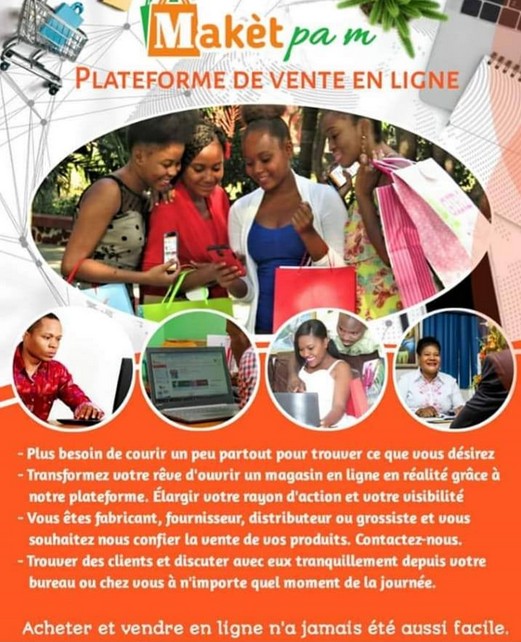 Makèt pa m
PLATEFORME DE VENTE EN LIGNE
- Plus besoin de courir un peu partout pour trouver ce que vous désirez
- Transformez votre rêve d'ouvrir un magasin en ligne en réalité grâce à
notre plateforme. Élargir votre rayon d'action et votre visibilité
- Vous êtes fabricant, fournisseur, distributeur ou grossiste et vous
souhaitez nous confier la vente de vos produits. Contactez-nous.
- Trouver des clients et discuter avec eux tranquillement depuis votre
bureau ou chez vous à n'importe quel moment de la journée.
Acheter et vendre en ligne n'a jamais été aussi facile.